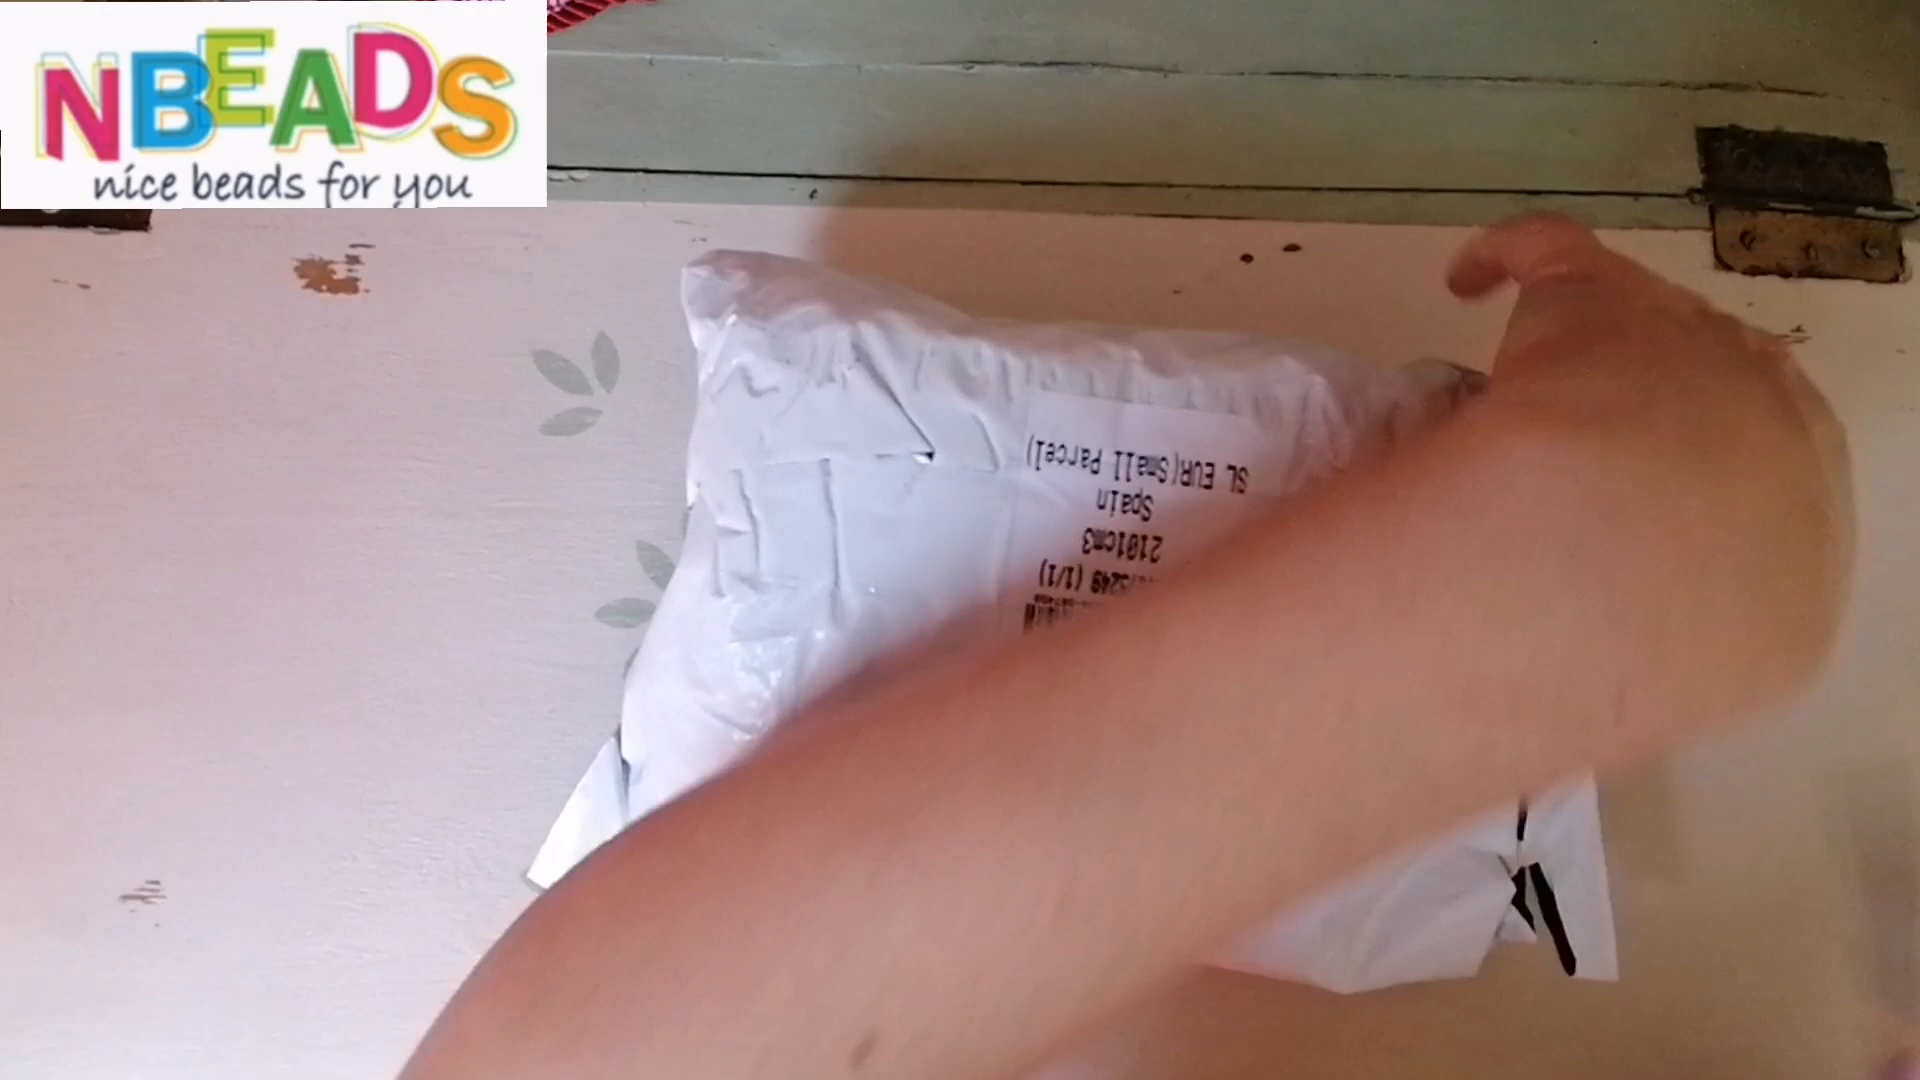 NBEADS
nice beads for you
SL EUR(Small Parcel)
Spain
2101cm3
(1/1)